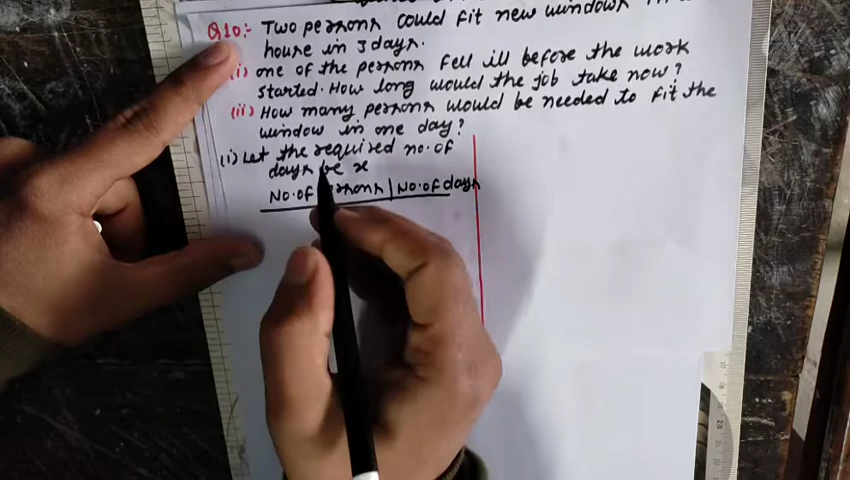 Q10:- Two persons could fit new windows
house in 3 days.
(i) one of the persons fell ill before the work
started. How long would the job take now?
(ii) How many persons would be needed to fit the
window in one day?
(i) Let the required no. of
days be x
No. of persons | No. of days